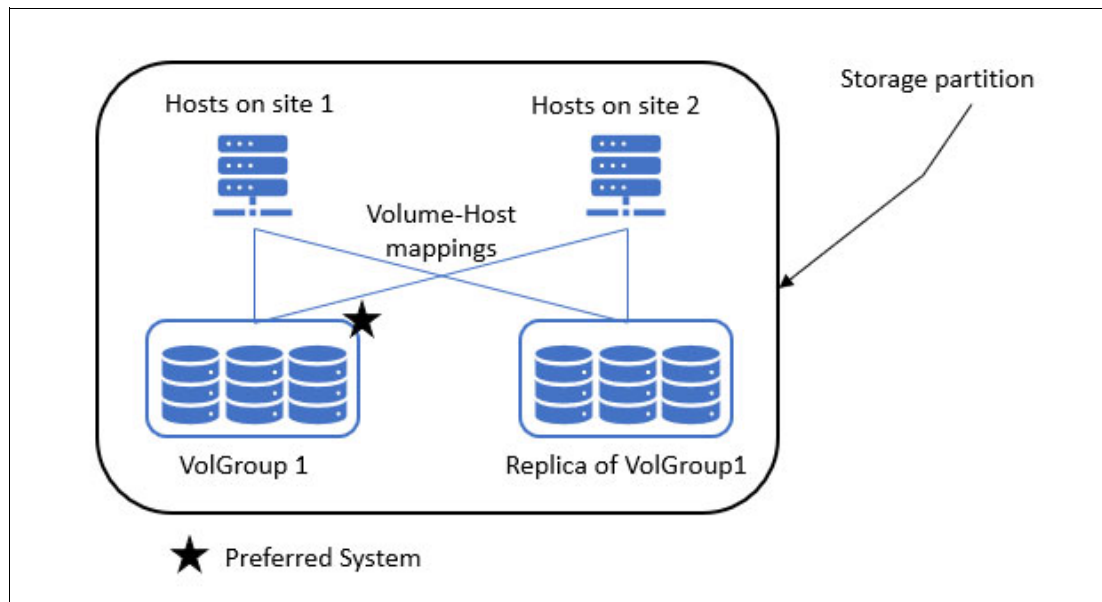 Storage partition
Hosts on site 1
Hosts on site 2
Volume-Host
mappings
VolGroup 1
Replica of VolGroup1
Preferred System